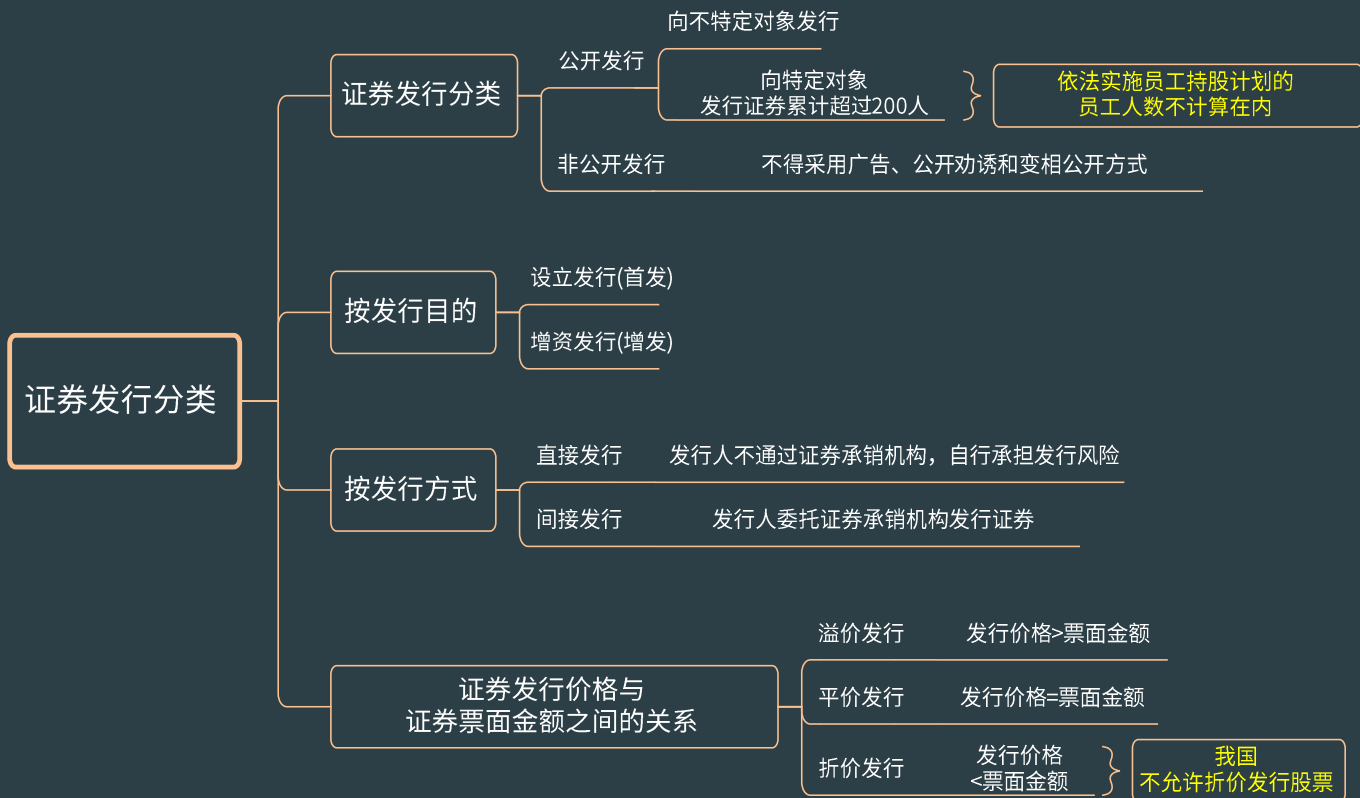 证券发行分类
证券发行分类
公开发行
向不特定对象发行
向特定对象
发行证券累计超过200人
依法实施员工持股计划的
员工人数不计算在内
非公开发行
不得采用广告、公开劝诱和变相公开方式
按发行目的
设立发行(首发)
增资发行(增发)
按发行方式
直接发行
发行人不通过证券承销机构，自行承担发行风险
间接发行
发行人委托证券承销机构发行证券
证券发行价格与
证券票面金额之间的关系
溢价发行
发行价格>票面金额
平价发行
发行价格=票面金额
折价发行
发行价格
<票面金额
我国
不允许折价发行股票